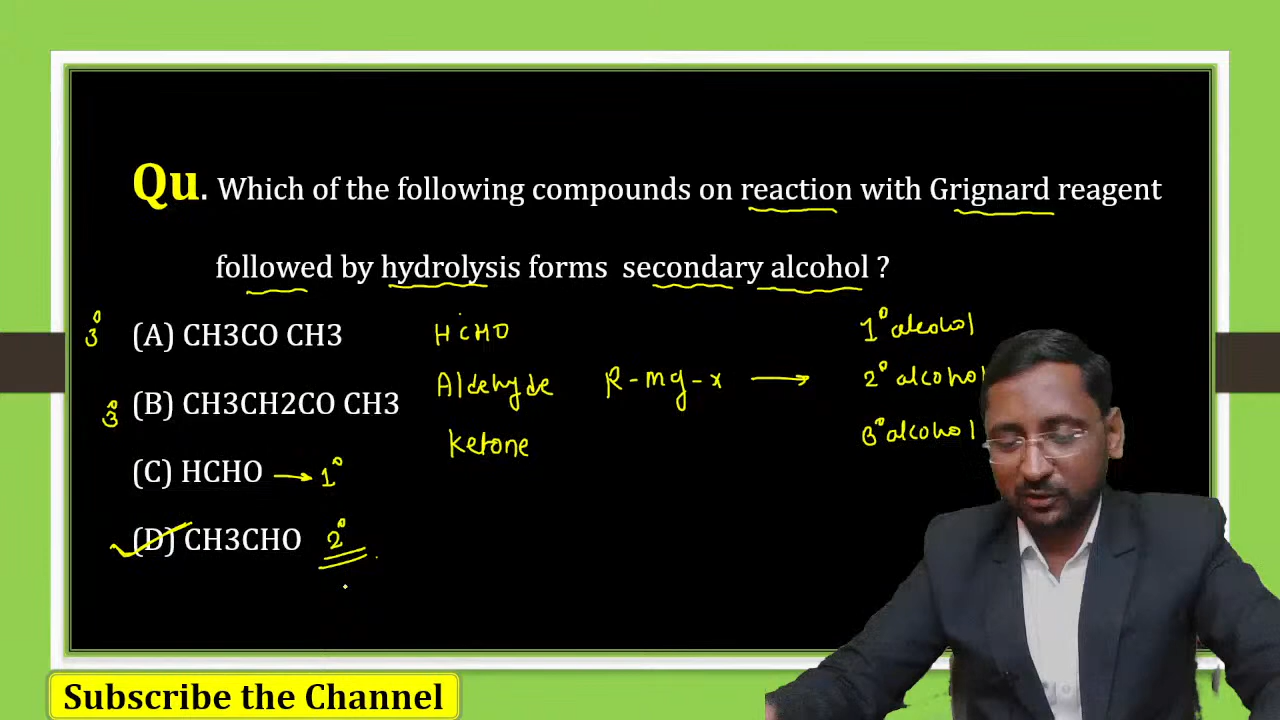 Qu. Which of the following compounds on reaction with Grignard reagent
followed by hydrolysis forms secondary alcohol ?
3° (A) CH3CO CH3 HCHO 1° alcohol
3° (B) CH3CH2CO CH3 Aldehyde R-Mg-x → 2° alcohol
Ketone 3° alcohol
(C) HCHO → 1°
(D) CH3CHO 2°
Subscribe the Channel